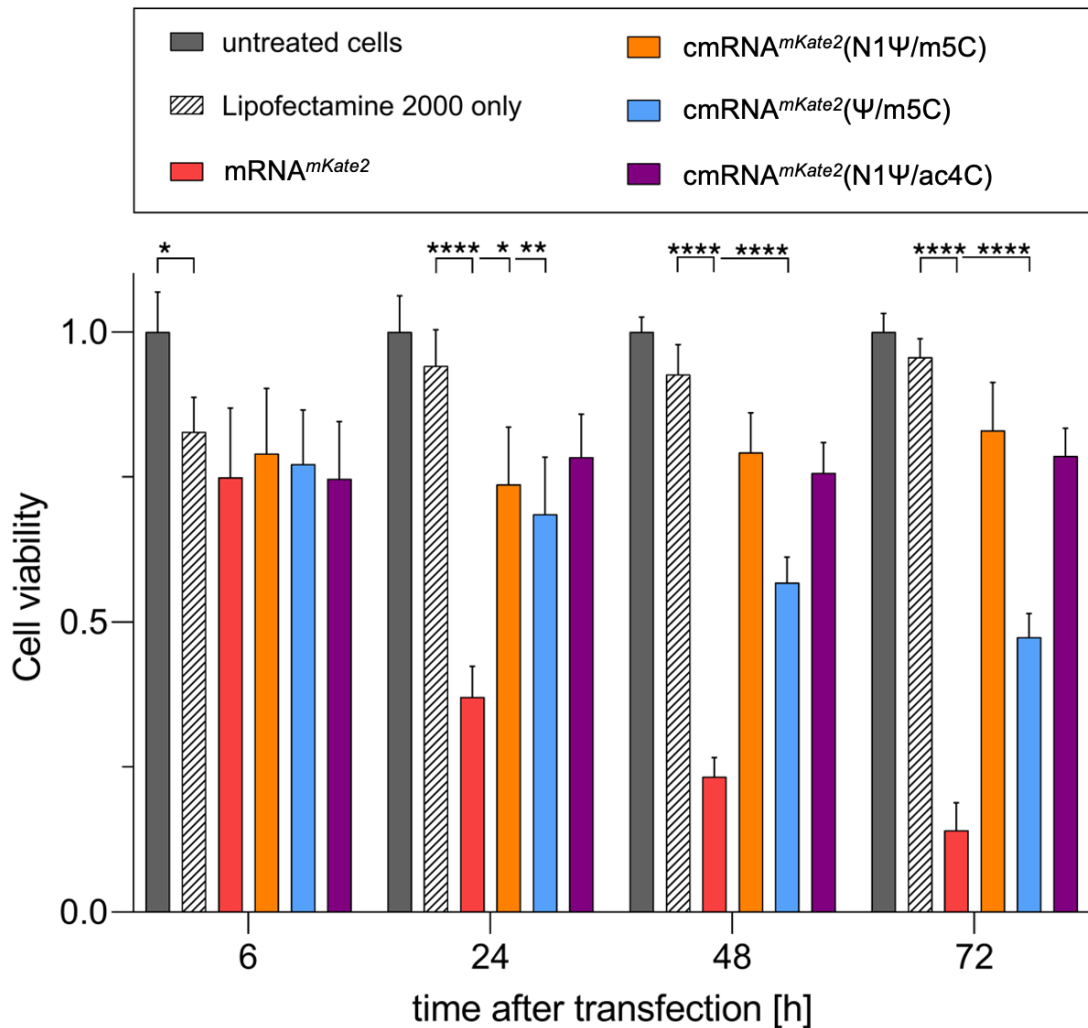 untreated cells
Lipofectamine 2000 only
mRNA^mKate2
cmRNA^mKate2(N1Ψ/m5C)
cmRNA^mKate2(Ψ/m5C)
cmRNA^mKate2(N1Ψ/ac4C)
* **** * ** **** **** **** ****
1.0
0.5
0.0
Cell viability
6 24 48 72
time after transfection [h]